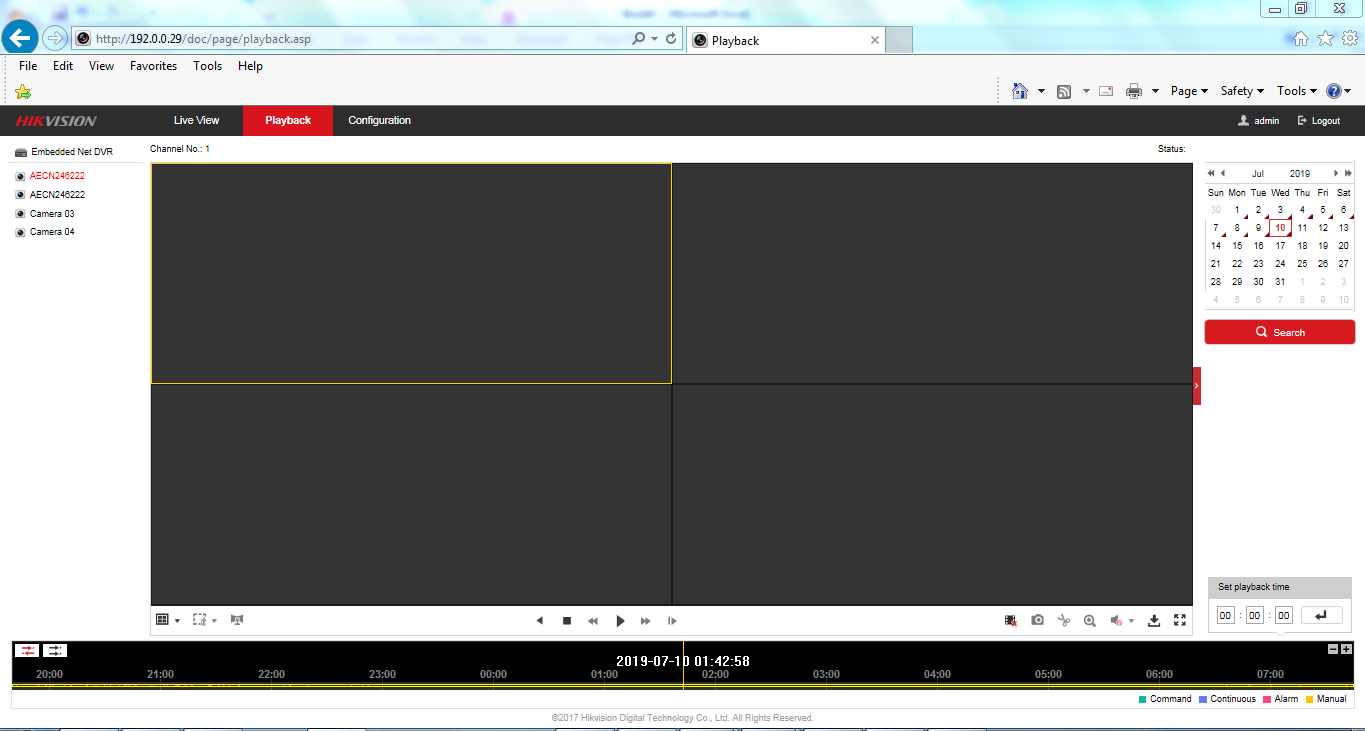 http://192.0.0.29/doc/page/playback.asp
Playback
File Edit View Favorites Tools Help
Page Safety Tools
HIKVISION Live View Playback Configuration admin Logout
Embedded Net DVR
Channel No.: 1
Status:
AECN246222
AECN246222
Camera 03
Camera 04
Jul 2019
Sun Mon Tue Wed Thu Fri Sat
30 1 2 3 4 5 6
7 8 9 10 11 12 13
14 15 16 17 18 19 20
21 22 23 24 25 26 27
28 29 30 31 1 2 3
4 5 6 7 8 9 10
Search
Set playback time
00 : 00 : 00
2019-07-10 01:42:58
20:00 21:00 22:00 23:00 00:00 01:00 02:00 03:00 04:00 05:00 06:00 07:00
Command Continuous Alarm Manual
©2017 Hikvision Digital Technology Co., Ltd. All Rights Reserved.